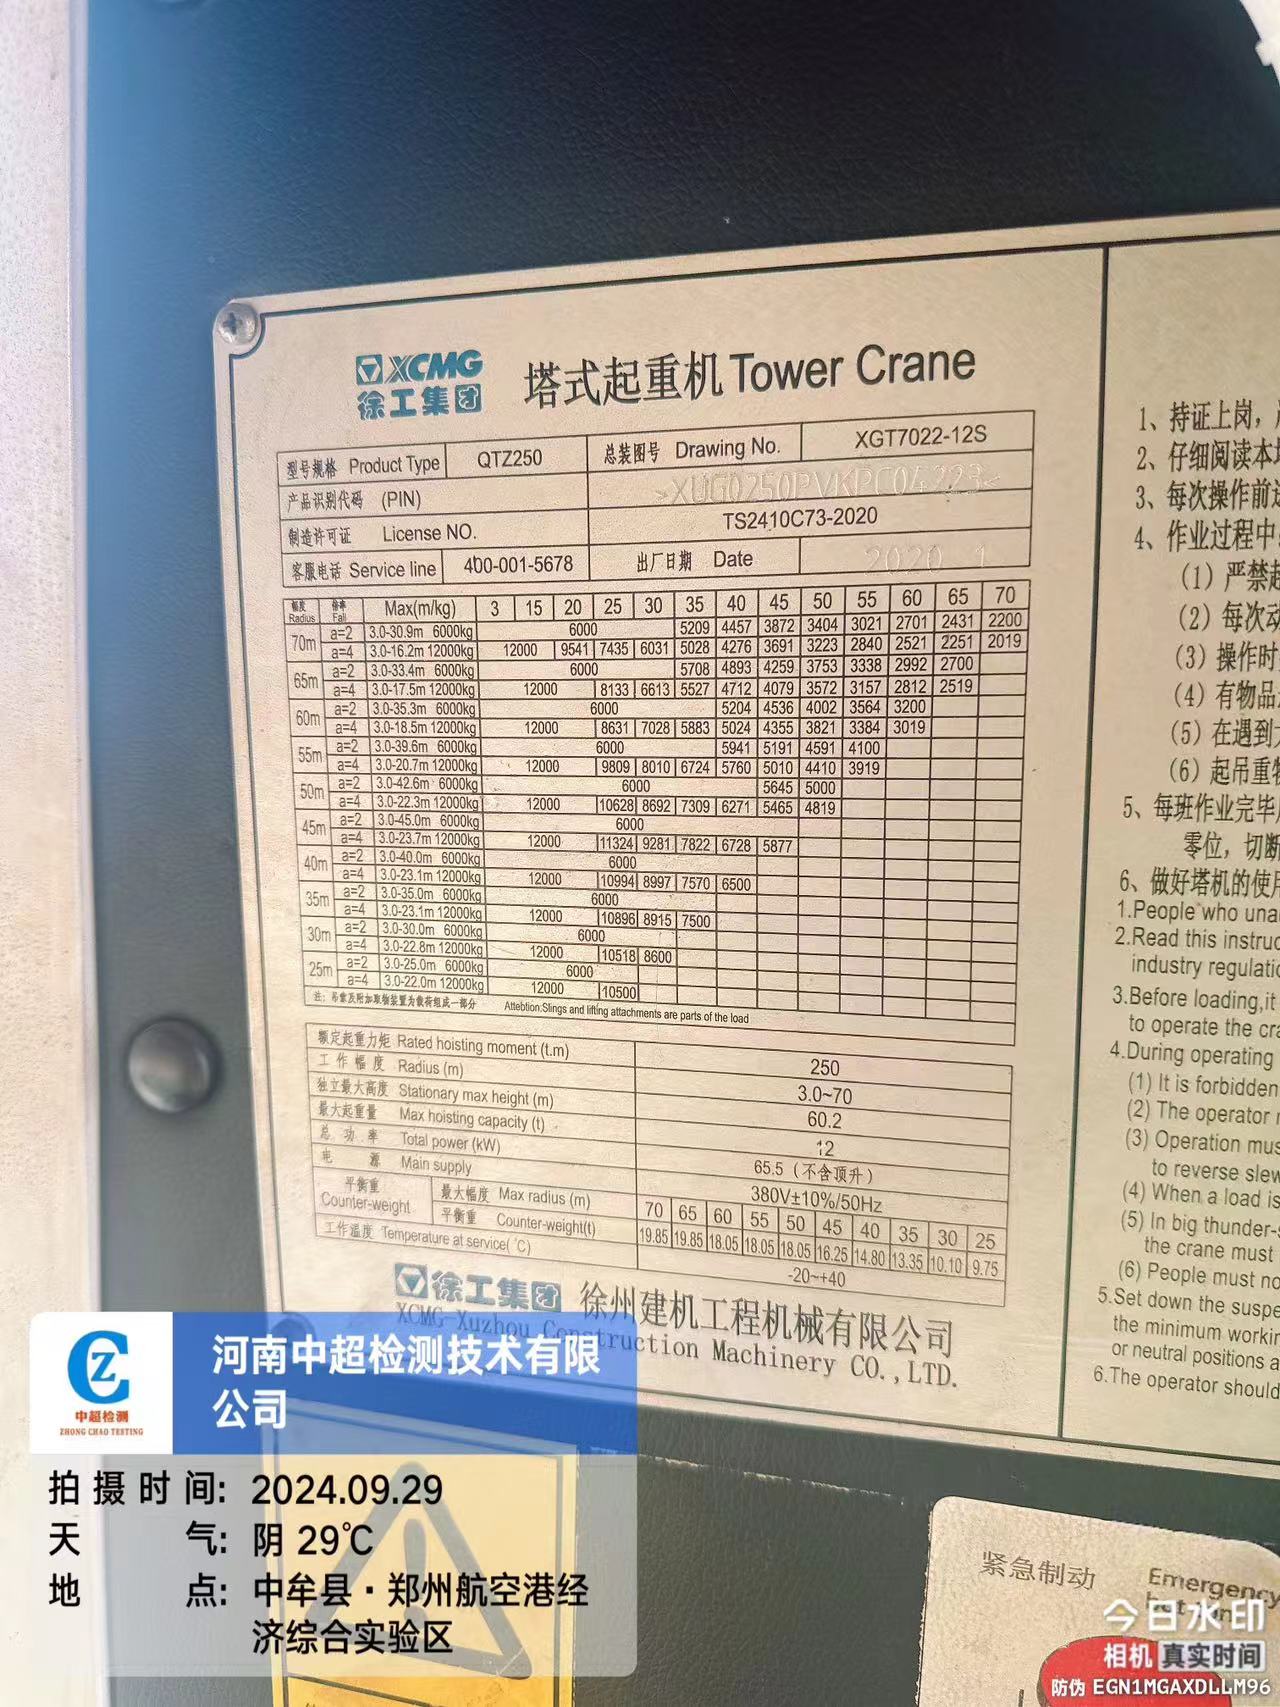 XCMG
徐工集团
塔式起重机 Tower Crane
型号规格 Product Type QTZ250 总装图号 Drawing No. XGT7022-12S
产品识别代码 (PIN) >XUG0250PVKPC04223<
制造许可证 License NO. TS2410C73-2020
客服电话 Service line 400-001-5678 出厂日期 Date 2020 1
幅度 Radius 倍率 Fall Max(m/kg) 3 15 20 25 30 35 40 45 50 55 60 65 70
70m a=2 3.0-30.9m 6000kg 6000 5209 4457 3872 3404 3021 2701 2431 2200
a=4 3.0-16.2m 12000kg 12000 9541 7435 6031 5028 4276 3691 3223 2840 2521 2251 2019
65m a=2 3.0-33.4m 6000kg 6000 5708 4893 4259 3753 3338 2992 2700
a=4 3.0-17.5m 12000kg 12000 8133 6613 5527 4712 4079 3572 3157 2812 2519
60m a=2 3.0-35.3m 6000kg 6000 5204 4536 4002 3564 3200
a=4 3.0-18.5m 12000kg 12000 8631 7028 5883 5024 4355 3821 3384 3019
55m a=2 3.0-39.6m 6000kg 6000 5941 5191 4591 4100
a=4 3.0-20.7m 12000kg 12000 9809 8010 6724 5760 5010 4410 3919
50m a=2 3.0-42.6m 6000kg 6000 5645 5000
a=4 3.0-22.3m 12000kg 12000 10628 8692 7309 6271 5465 4819
45m a=2 3.0-45.0m 6000kg 6000
a=4 3.0-23.7m 12000kg 12000 11324 9281 7822 6728 5877
40m a=2 3.0-40.0m 6000kg 6000
a=4 3.0-23.1m 12000kg 12000 10994 8997 7570 6500
35m a=2 3.0-35.0m 6000kg 6000
a=4 3.0-23.1m 12000kg 12000 10896 8915 7500
30m a=2 3.0-30.0m 6000kg 6000
a=4 3.0-22.8m 12000kg 12000 10518 8600
25m a=2 3.0-25.0m 6000kg 6000
a=4 3.0-22.0m 12000kg 12000 10500
注：吊索及附加取物装置为载荷组成一部分 Attebtion:Slings and lifting attachments are parts of the load
额定起重力矩 Rated hoisting moment (t.m) 250
工作幅度 Radius (m) 3.0~70
独立最大高度 Stationary max height (m) 60.2
最大起重量 Max hoisting capacity (t) 12
总功率 Total power (kW) 65.5（不含顶升）
电源 Main supply 380V±10%/50Hz
平衡重 Counter-weight 最大幅度 Max radius (m) 70 65 60 55 50 45 40 35 30 25
平衡重 Counter-weight(t) 19.85 19.85 18.05 18.05 18.05 16.25 14.80 13.35 10.10 9.75
工作温度 Temperature at service(℃) -20~+40
徐工集团 徐州建机工程机械有限公司
XCMG Xuzhou Construction Machinery CO.,LTD.
1、持证上岗，
2、仔细阅读本
3、每次操作前
4、作业过程中
（1）严禁起
（2）每次动
（3）操作时
（4）有物品
（5）在遇到
（6）起吊重物
5、每班作业完毕
零位，切断
6、做好塔机的使用
1.People who una
2.Read this instruc
industry regulatio
3.Before loading,it
to operate the cra
4.During operating
(1) It is forbidden
(2) The operator
(3) Operation mus
to reverse slew
(4) When a load is
(5) In big thunder-s
the crane must
(6) People must no
5.Set down the suspe
the minimum workin
or neutral positions a
6.The operator should
紧急制动 Emergency
中超检测
ZHONG CHAO TESTING
河南中超检测技术有限
公司
拍摄时间: 2024.09.29
天气: 阴 29℃
地点: 中牟县·郑州航空港经
济综合实验区
今日水印
相机 真实时间
防伪 EGN1MGAXDLLM96